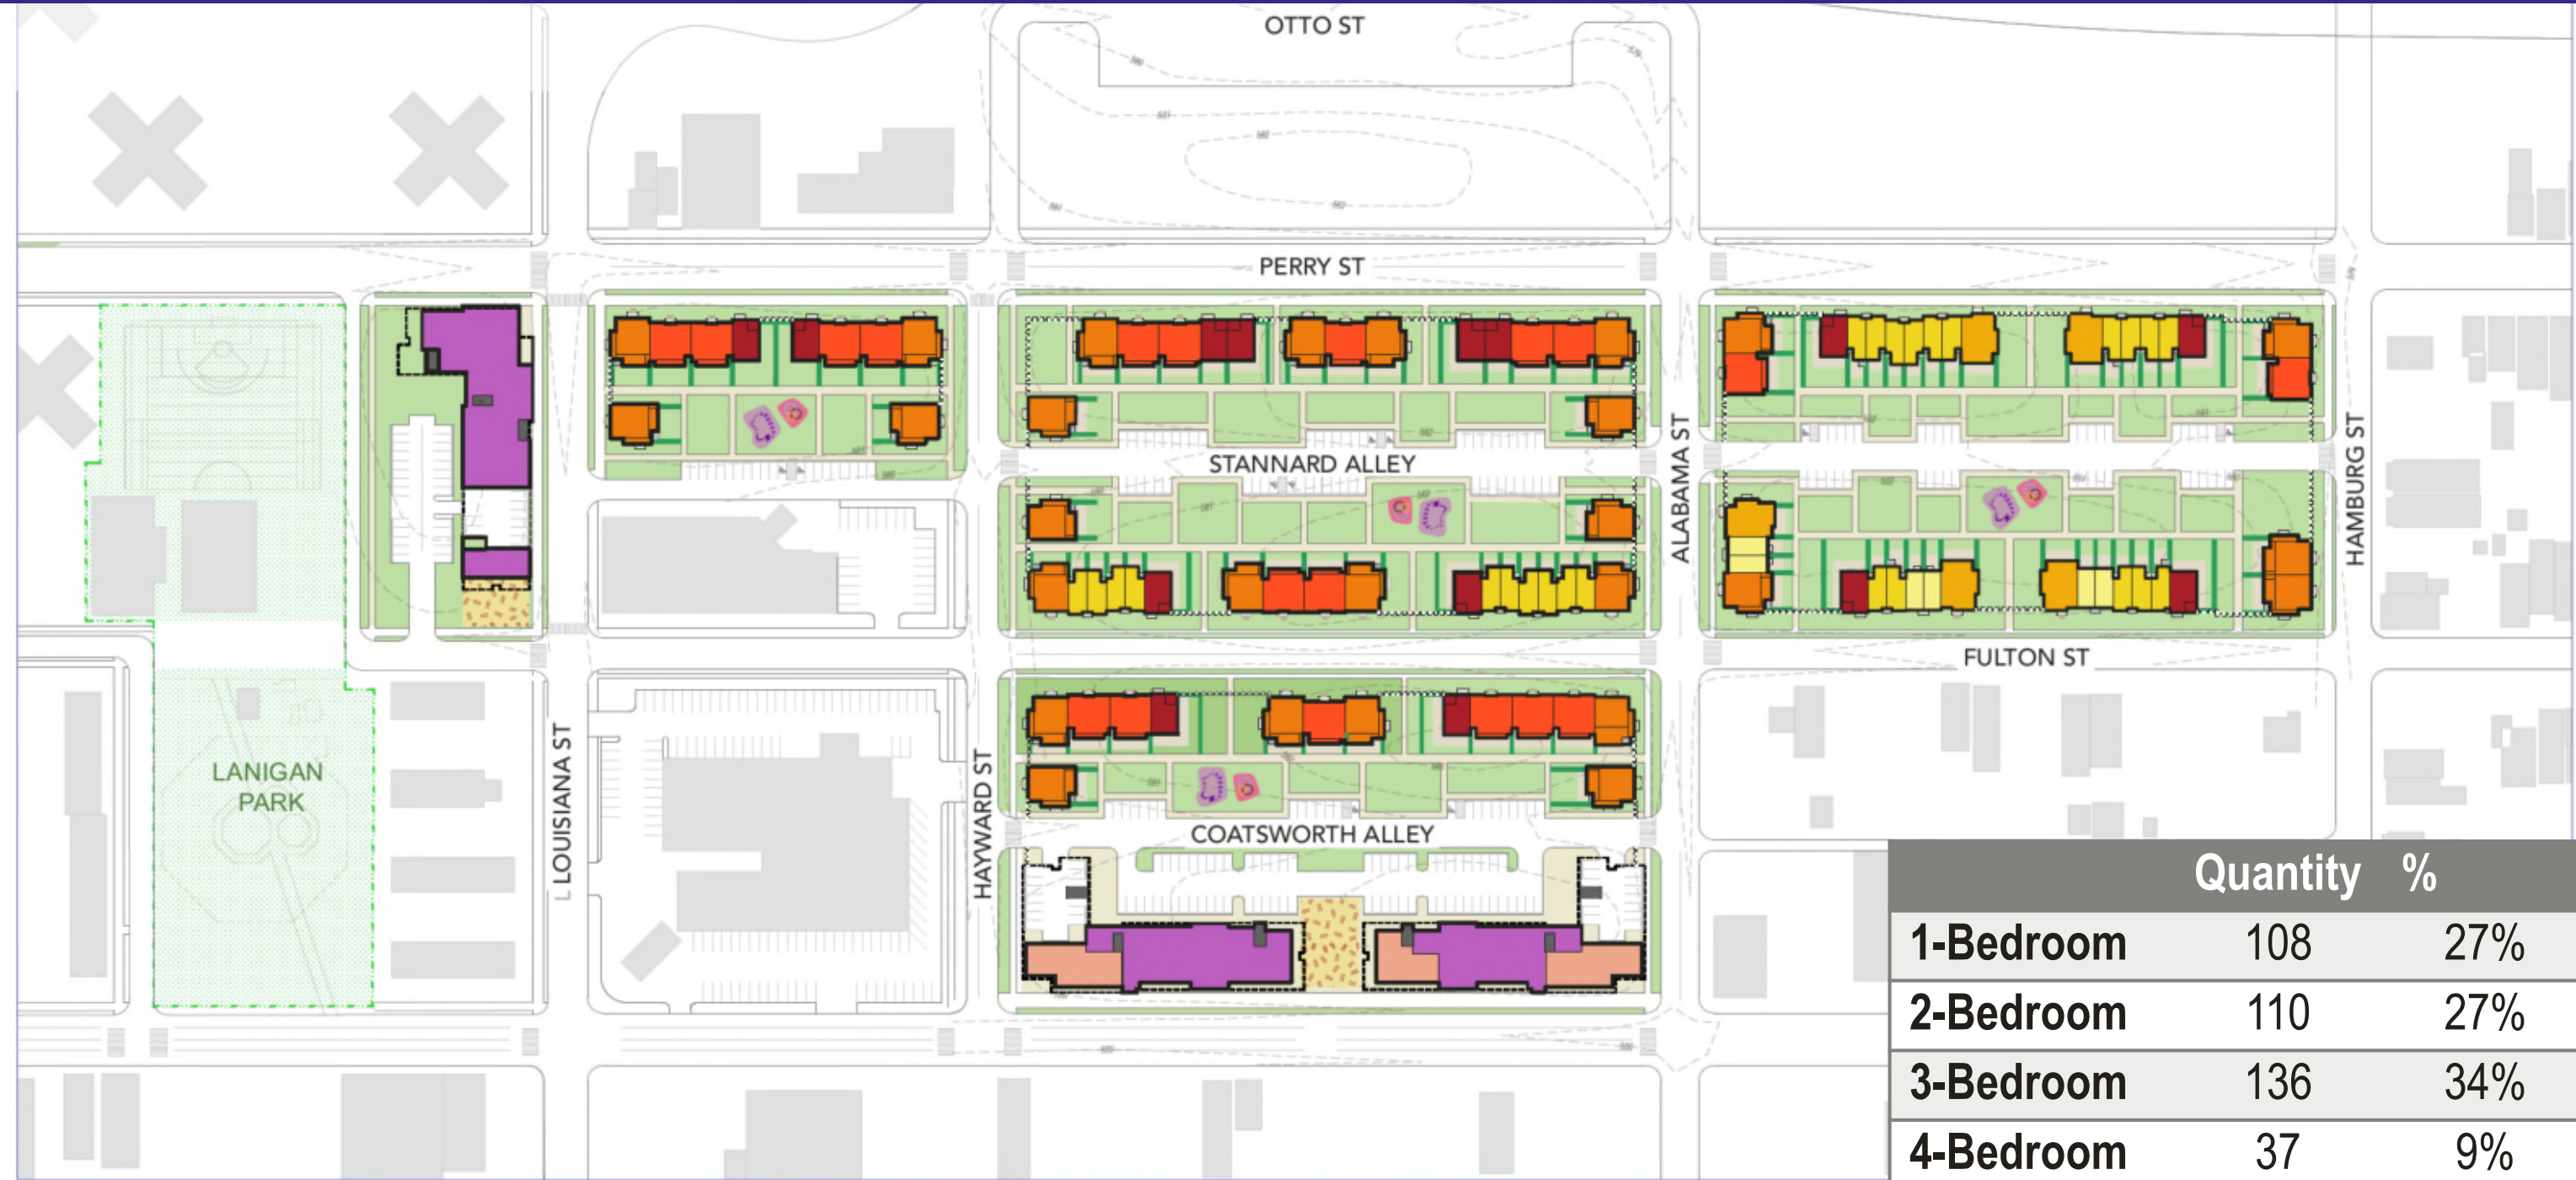 OTTO ST
PERRY ST
STANNARD ALLEY
ALABAMA ST
HAMBURG ST
FULTON ST
LANIGAN
PARK
LOUISIANA ST
HAYWARD ST
COATSWORTH ALLEY
Quantity %
1-Bedroom 108 27%
2-Bedroom 110 27%
3-Bedroom 136 34%
4-Bedroom 37 9%